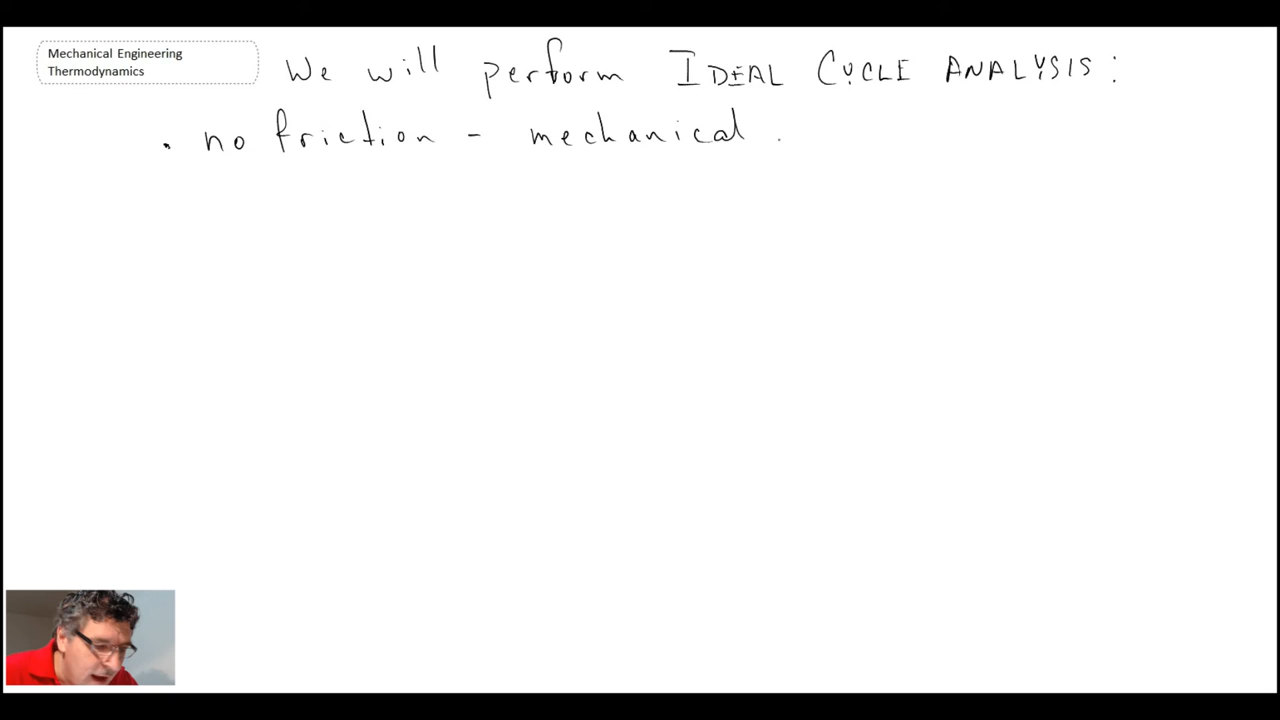 Mechanical Engineering
Thermodynamics
We will perform IDEAL CYCLE ANALYSIS:
. no friction - mechanical